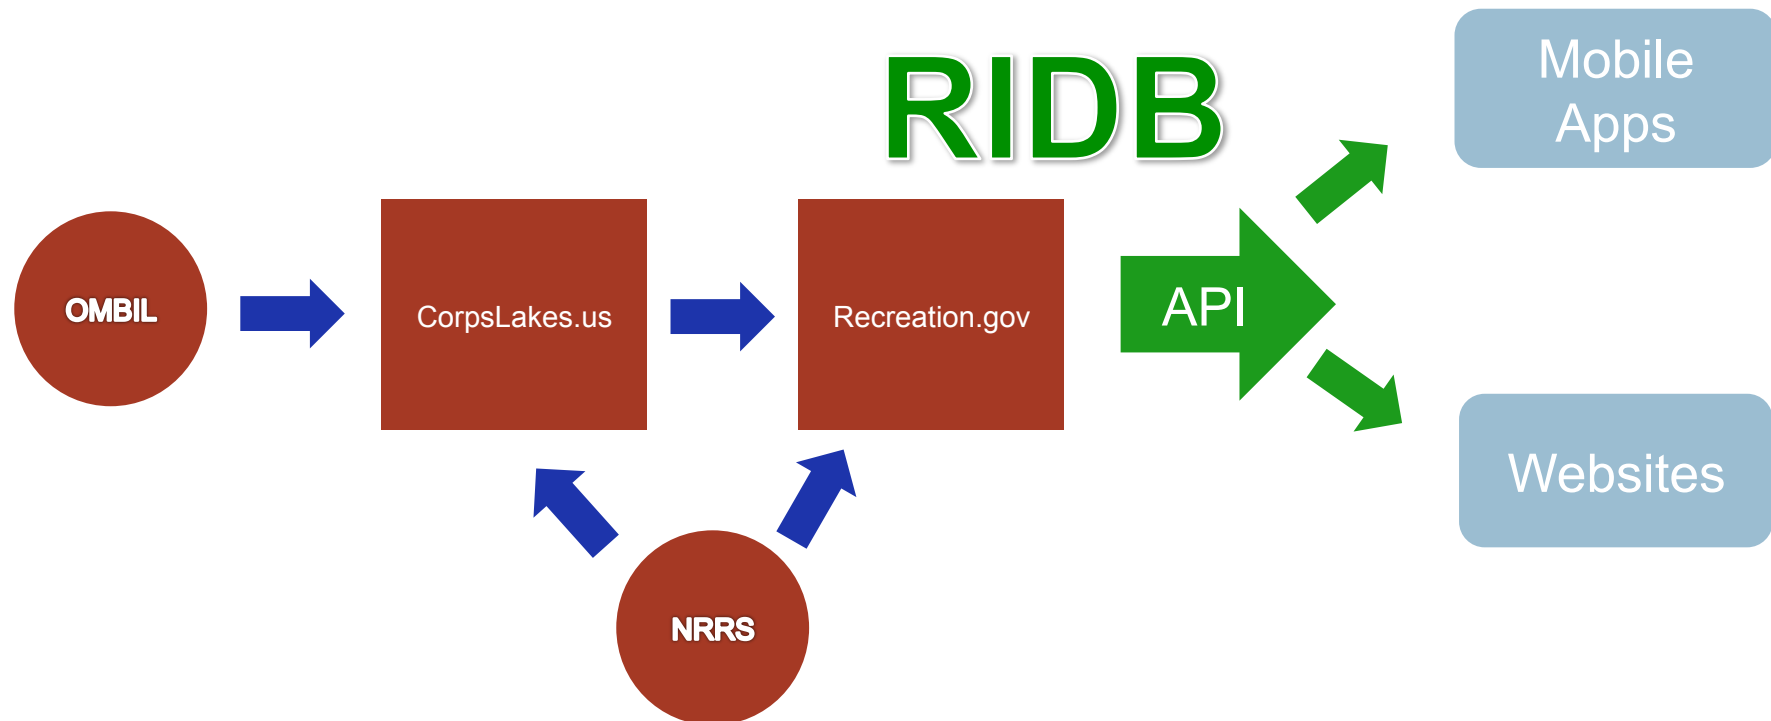 RIDB
Mobile
Apps
OMBIL
CorpsLakes.us
Recreation.gov
API
Websites
NRRS